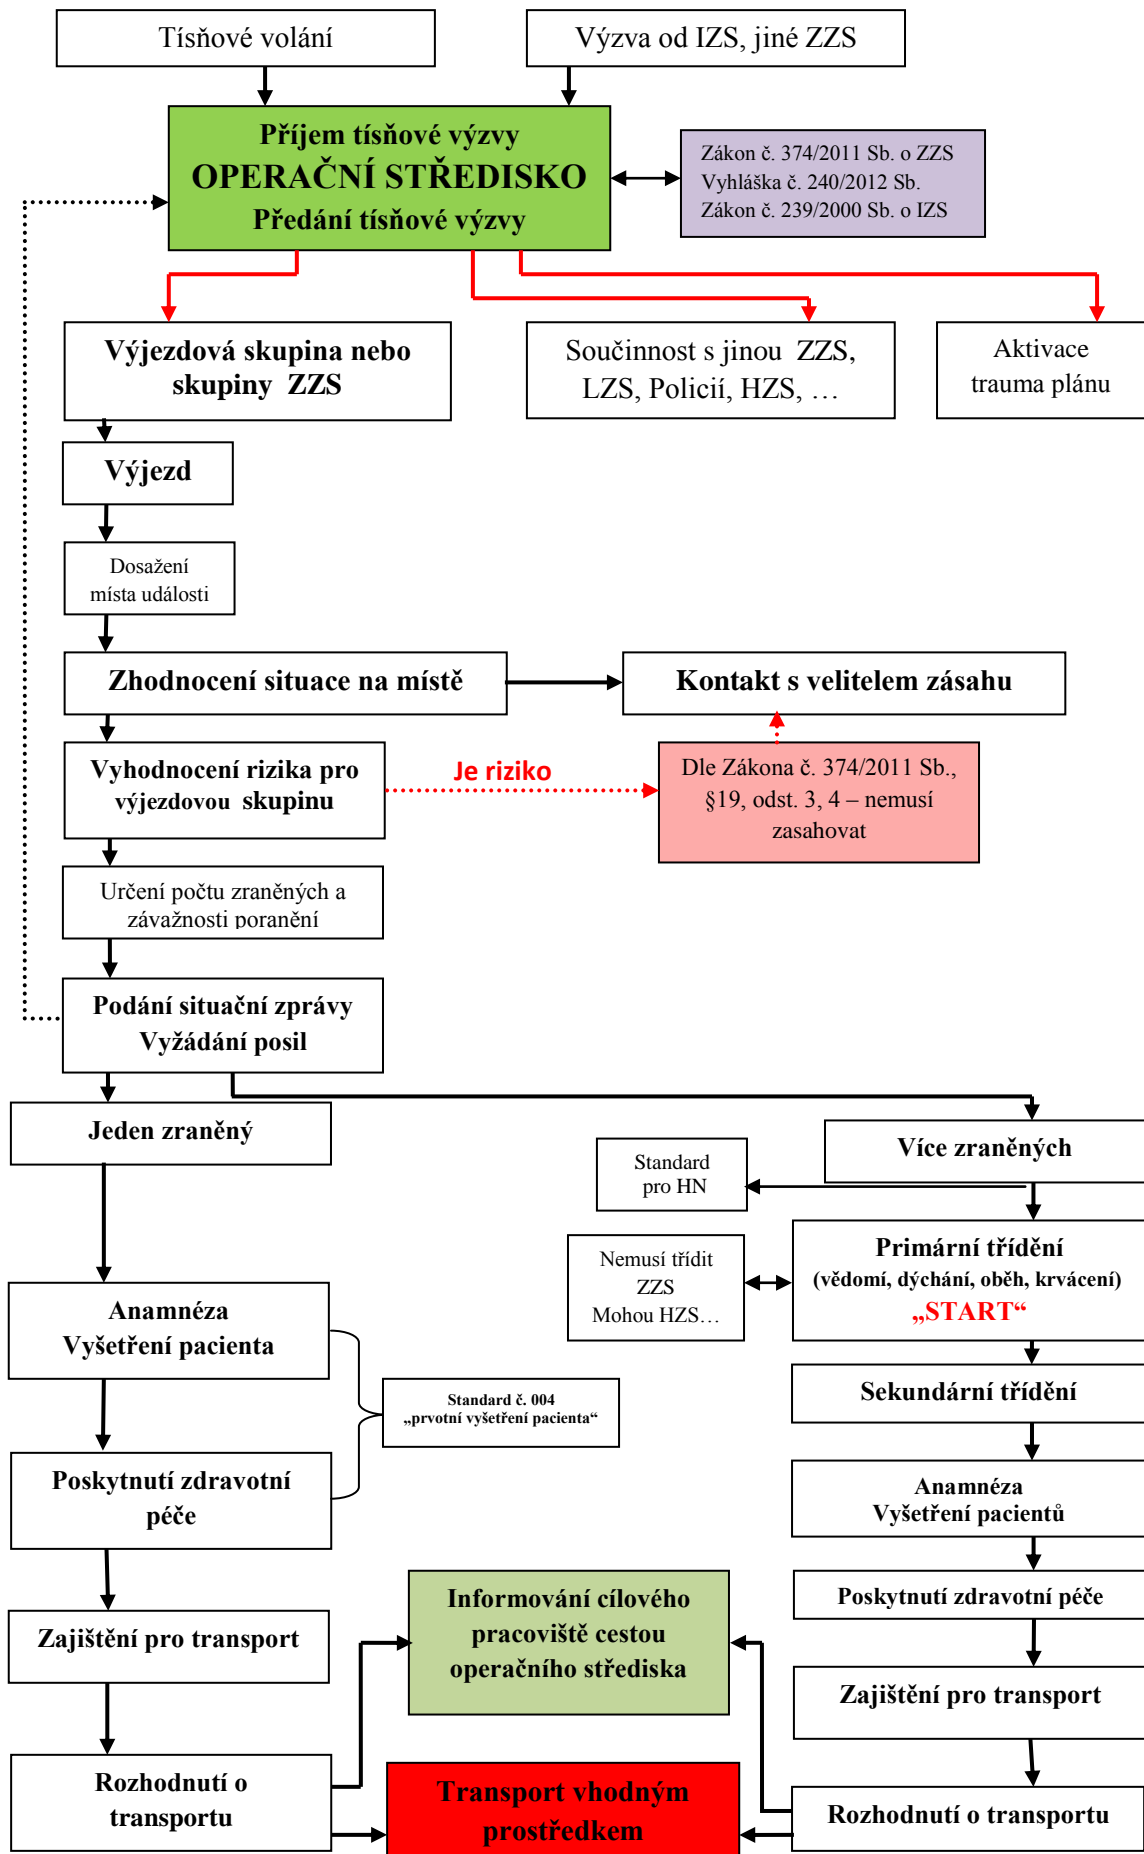 Tísňové volání
Výzva od IZS, jiné ZZS
Příjem tísňové výzvy
OPERAČNÍ STŘEDISKO
Předání tísňové výzvy
Zákon č. 374/2011 Sb. o ZZS
Vyhláška č. 240/2012 Sb.
Zákon č. 239/2000 Sb. o IZS
Výjezdová skupina nebo
skupiny ZZS
Součinnost s jinou ZZS,
LZS, Policií, HZS, …
Aktivace
trauma plánu
Výjezd
Dosažení
místa události
Zhodnocení situace na místě
Kontakt s velitelem zásahu
Vyhodnocení rizika pro
výjezdovou skupinu
Je riziko
Dle Zákona č. 374/2011 Sb.,
§19, odst. 3, 4 – nemusí
zasahovat
Určení počtu zraněných a
závažnosti poranění
Podání situační zprávy
Vyžádání posil
Jeden zraněný
Více zraněných
Standard
pro HN
Primární třídění
(vědomí, dýchání, oběh, krvácení)
„START“
Nemusí třídit
ZZS
Mohou HZS…
Anamnéza
Vyšetření pacienta
Sekundární třídění
Standard č. 004
„prvotní vyšetření pacienta“
Poskytnutí zdravotní
péče
Anamnéza
Vyšetření pacientů
Poskytnutí zdravotní péče
Informování cílového
pracoviště cestou
operačního střediska
Zajištění pro transport
Zajištění pro transport
Rozhodnutí o
transportu
Transport vhodným
prostředkem
Rozhodnutí o transportu